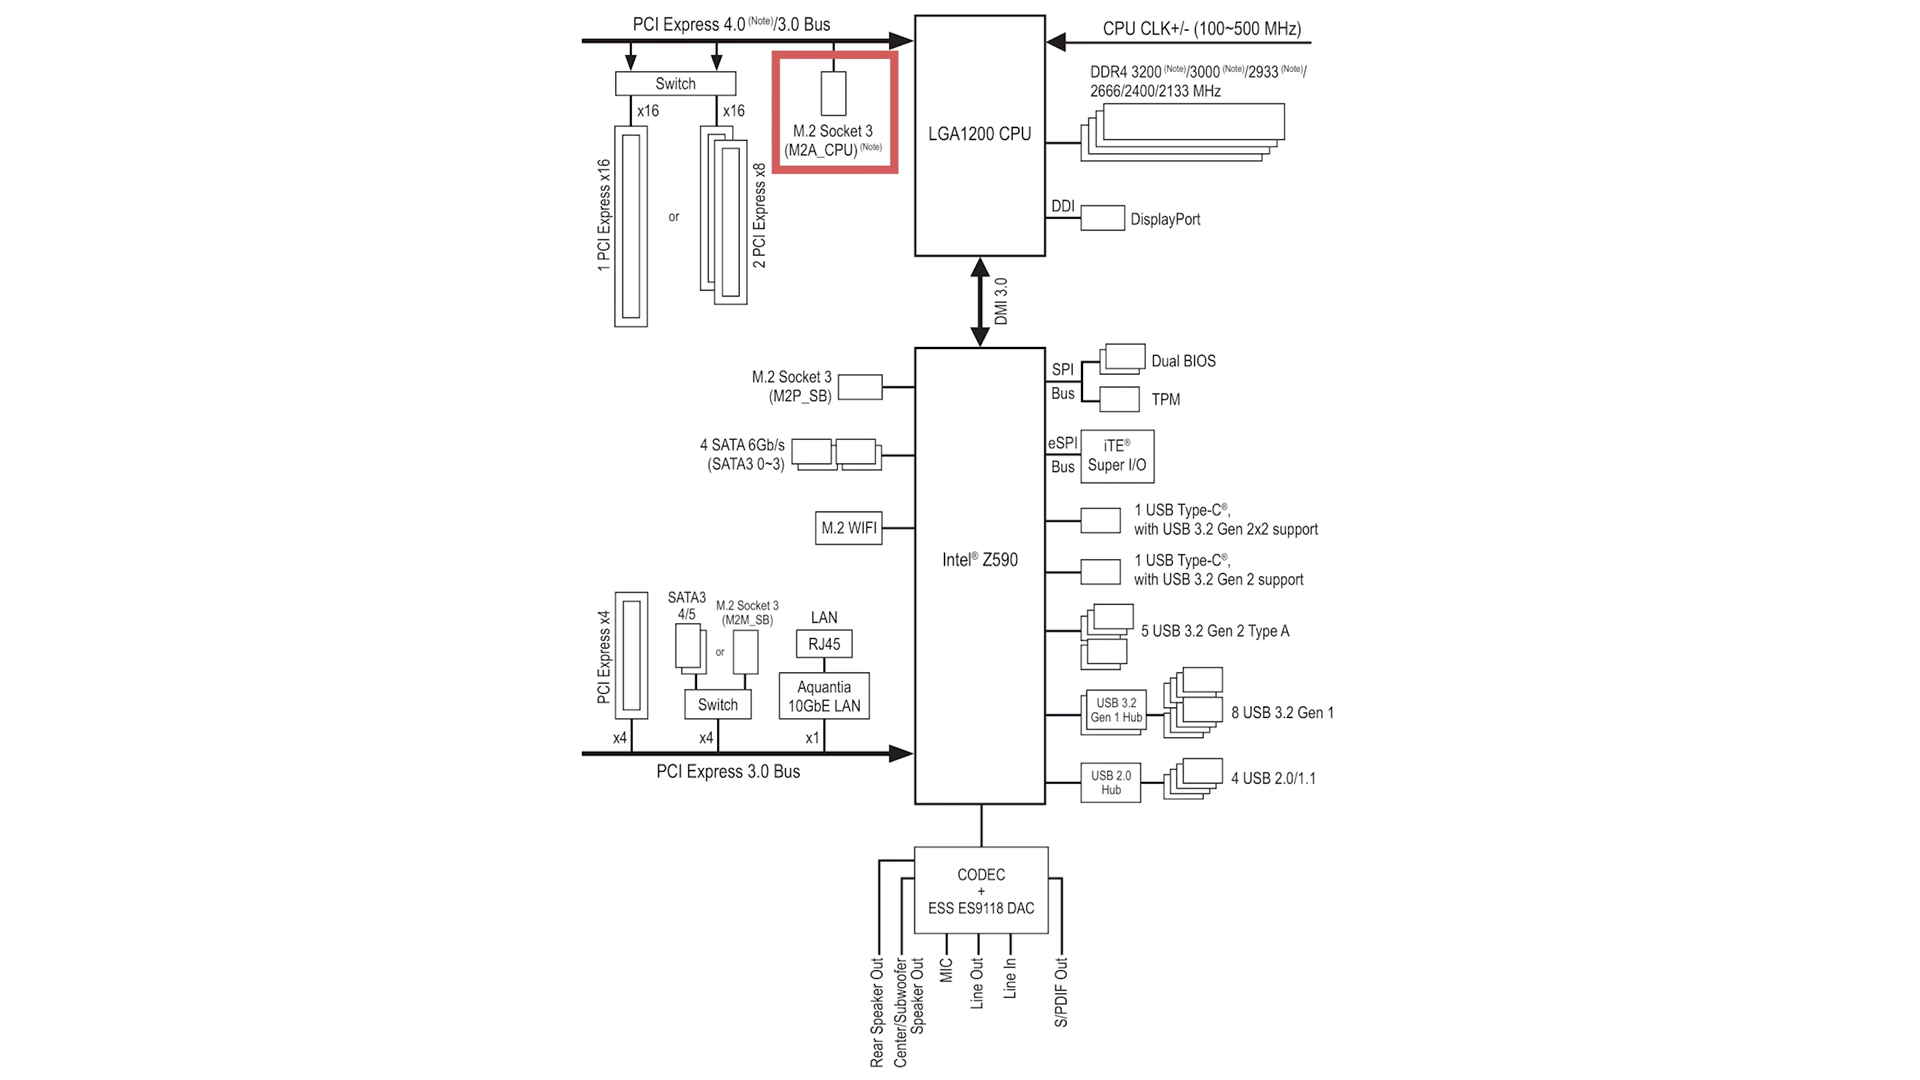 PCI Express 4.0 (Note)/3.0 Bus
CPU CLK+/- (100~500 MHz)
Switch
x16
x16
1 PCI Express x16
or
2 PCI Express x8
M.2 Socket 3
(M2A_CPU) (Note)
LGA1200 CPU
DDR4 3200 (Note)/3000 (Note)/2933 (Note)/
2666/2400/2133 MHz
DDI
DisplayPort
DMI 3.0
M.2 Socket 3
(M2P_SB)
4 SATA 6Gb/s
(SATA3 0~3)
M.2 WIFI
Intel® Z590
SPI
Bus
Dual BIOS
TPM
eSPI
Bus
iTE®
Super I/O
1 USB Type-C®,
with USB 3.2 Gen 2x2 support
1 USB Type-C®,
with USB 3.2 Gen 2 support
5 USB 3.2 Gen 2 Type A
USB 3.2
Gen 1 Hub
8 USB 3.2 Gen 1
USB 2.0
Hub
4 USB 2.0/1.1
PCI Express x4
SATA3
4/5
or
M.2 Socket 3
(M2M_SB)
Switch
LAN
RJ45
Aquantia
10GbE LAN
x4
x4
x1
PCI Express 3.0 Bus
CODEC
+
ESS ES9118 DAC
Rear Speaker Out
Center/Subwoofer
Speaker Out
MIC
Line Out
Line In
S/PDIF Out